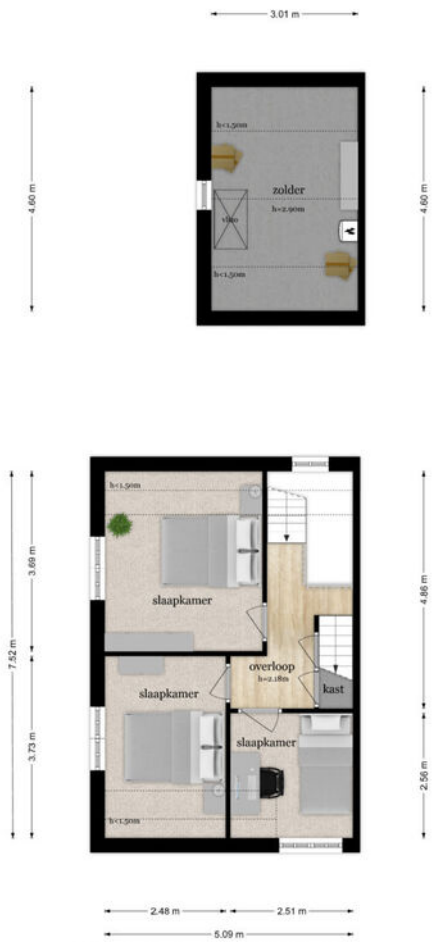 3.01 m
4.60 m
4.60 m
h<1.50m
zolder
h=2.90m
vlizo
h<1.50m
h<1.50m
3.69 m
4.86 m
7.52 m
slaapkamer
overloop
h=2.18m
slaapkamer
kast
3.73 m
slaapkamer
2.56 m
h<1.50m
2.48 m
2.51 m
5.09 m